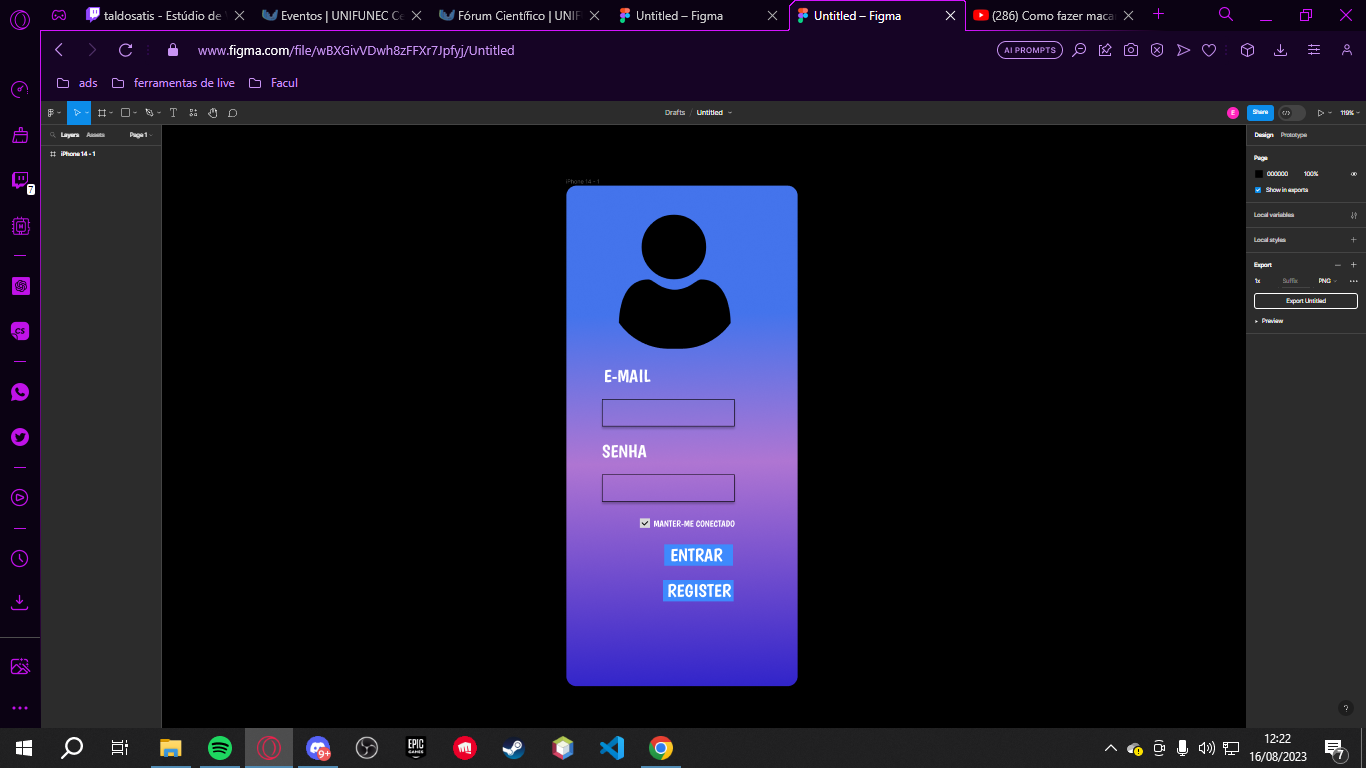 taldosatis - Estúdio de
Eventos | UNIFUNEC Ce
Fórum Científico | UNIF
Untitled – Figma
Untitled – Figma
(286) Como fazer maca
www.figma.com/file/wBXGivVDwh8zFFXr7Jpfyj/Untitled
AI PROMPTS
ads
ferramentas de live
Facul
Drafts / Untitled
E
Share
119%
Layers
Assets
Page 1
Design
Prototype
iPhone 14 - 1
iPhone 14 - 1
Page
000000
100%
Show in exports
Local variables
Local styles
Export
1x
Suffix
PNG
Export Untitled
Preview
E-MAIL
SENHA
MANTER-ME CONECTADO
ENTRAR
REGISTER
7
CS
?
9+
EPIC
GAMES
12:22
16/08/2023
7